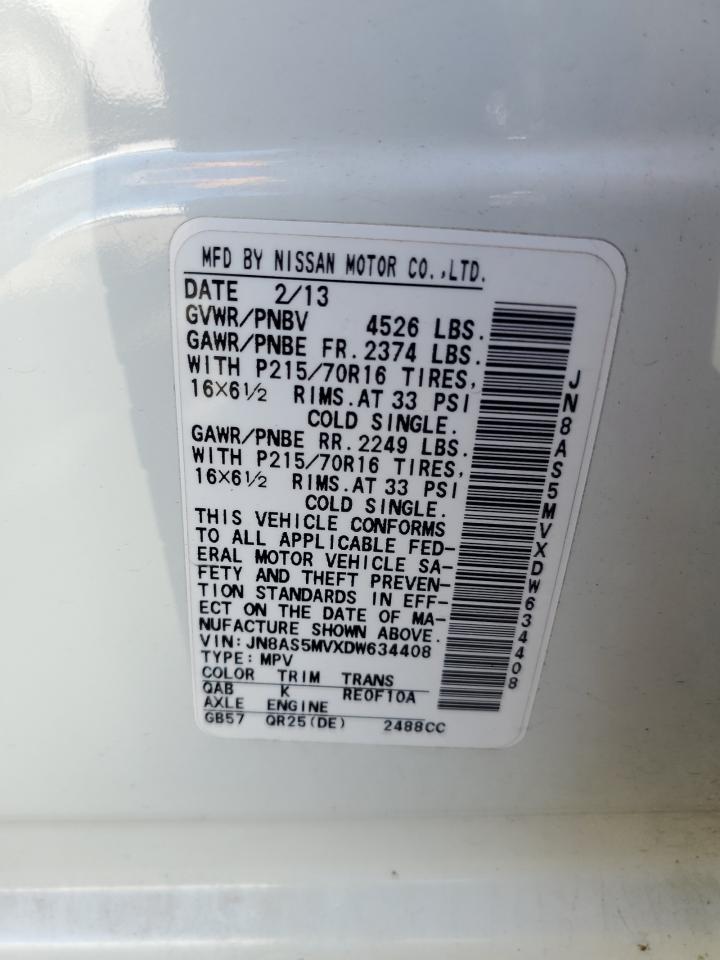 MFD BY NISSAN MOTOR CO.,LTD.
DATE 2/13
GVWR/PNBV 4526 LBS.
GAWR/PNBE FR.2374 LBS.
WITH P215/70R16 TIRES,
16×6½ RIMS.AT 33 PSI
COLD SINGLE.
GAWR/PNBE RR.2249 LBS.
WITH P215/70R16 TIRES,
16×6½ RIMS.AT 33 PSI
COLD SINGLE.
THIS VEHICLE CONFORMS
TO ALL APPLICABLE FED-
ERAL MOTOR VEHICLE SA-
FETY AND THEFT PREVEN-
TION STANDARDS IN EFF-
ECT ON THE DATE OF MA-
NUFACTURE SHOWN ABOVE.
VIN:JN8AS5MVXDW634408
TYPE:MPV
COLOR TRIM TRANS
QAB K RE0F10A
AXLE ENGINE
GB57 QR25(DE) 2488CC
JN8AS5MVXDW634408